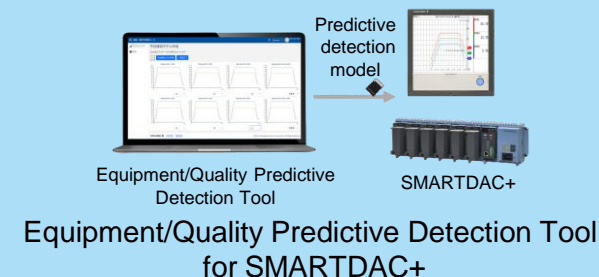 Predictive
detection
model
Equipment/Quality Predictive
Detection Tool
SMARTDAC+
Equipment/Quality Predictive Detection Tool
for SMARTDAC+